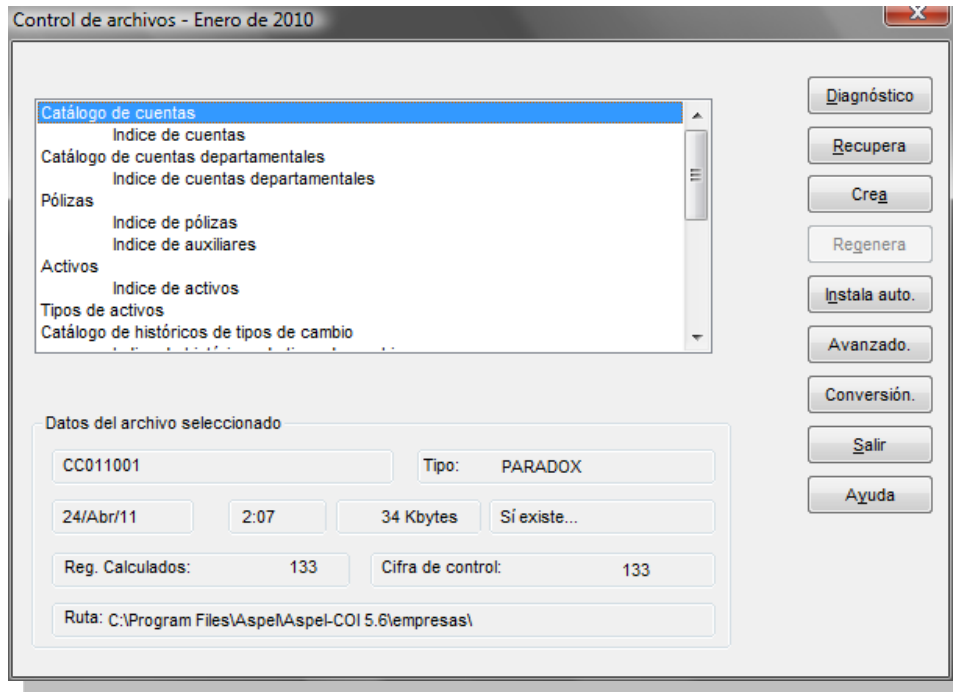 Control de archivos - Enero de 2010
Catálogo de cuentas
Indice de cuentas
Catálogo de cuentas departamentales
Indice de cuentas departamentales
Pólizas
Indice de pólizas
Indice de auxiliares
Activos
Indice de activos
Tipos de activos
Catálogo de históricos de tipos de cambio
Diagnóstico
Recupera
Crea
Regenera
Instala auto.
Avanzado.
Conversión.
Salir
Ayuda
Datos del archivo seleccionado
CC011001 Tipo: PARADOX
24/Abr/11 2:07 34 Kbytes Sí existe...
Reg. Calculados: 133 Cifra de control: 133
Ruta: C:\Program Files\Aspel\Aspel-COI 5.6\empresas\